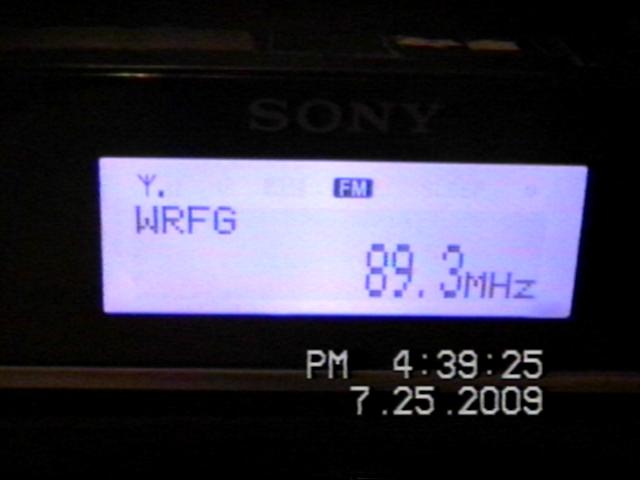 SONY
FM
WRFG
89.3MHz
PM 4:39:25
7.25.2009